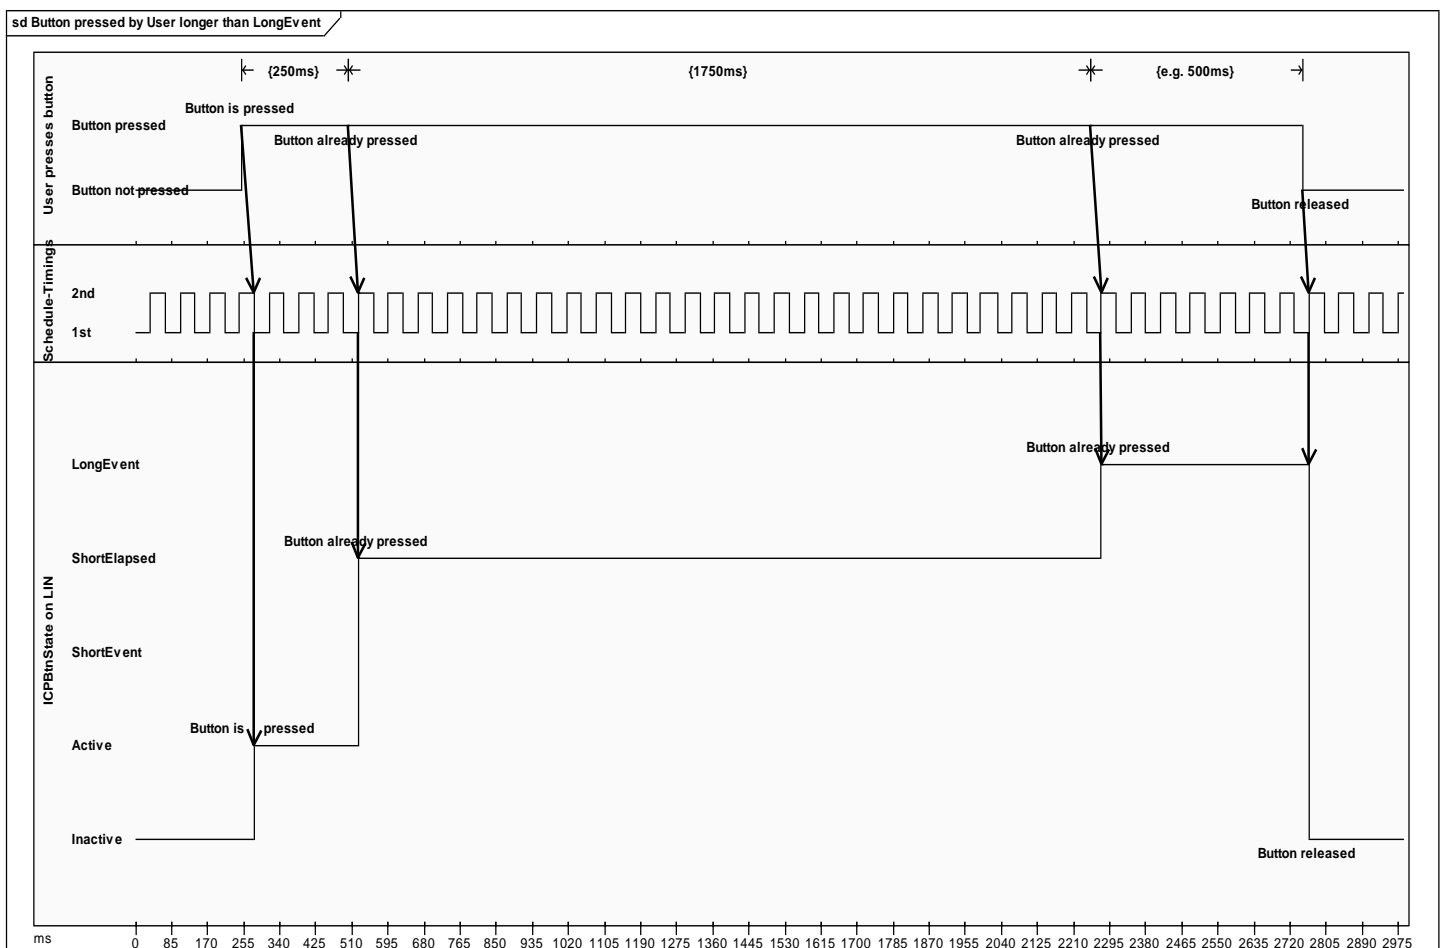 sd Button pressed by User longer than LongEvent
{250ms}
{1750ms}
{e.g. 500ms}
User presses button
Button is pressed
Button pressed
Button already pressed
Button already pressed
Button not pressed
Button released
Schedule-Timings
2nd
1st
ICPBtnState on LIN
Button already pressed
LongEvent
Button already pressed
ShortElapsed
ShortEvent
Button is pressed
Active
Inactive
Button released
ms
0 85 170 255 340 425 510 595 680 765 850 935 1020 1105 1190 1275 1360 1445 1530 1615 1700 1785 1870 1955 2040 2125 2210 2295 2380 2465 2550 2635 2720 2805 2890 2975